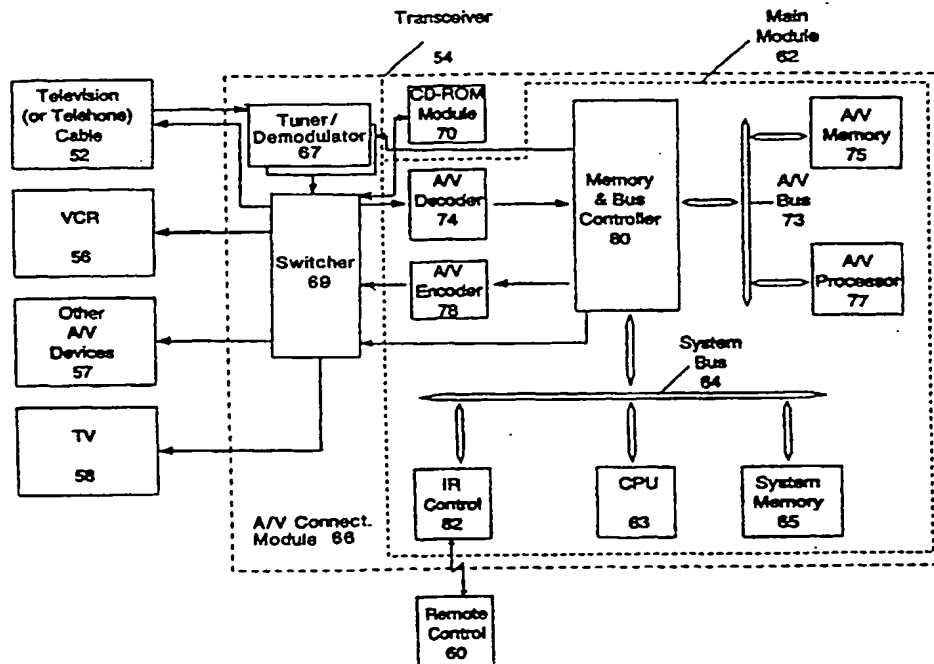 Transceiver
54
Main
Module
62
Television
(or Telehone)
Cable
52
Tuner/
Demodulator
67
CD-ROM
Module
70
A/V
Memory
75
VCR
56
Switcher
69
A/V
Decoder
74
Memory
& Bus
Controller
80
A/V
Bus
73
A/V
Encoder
78
A/V
Processor
77
Other
A/V
Devices
57
System
Bus
64
TV
58
IR
Control
82
CPU
63
System
Memory
65
A/V Connect.
Module 66
Remote
Control
60